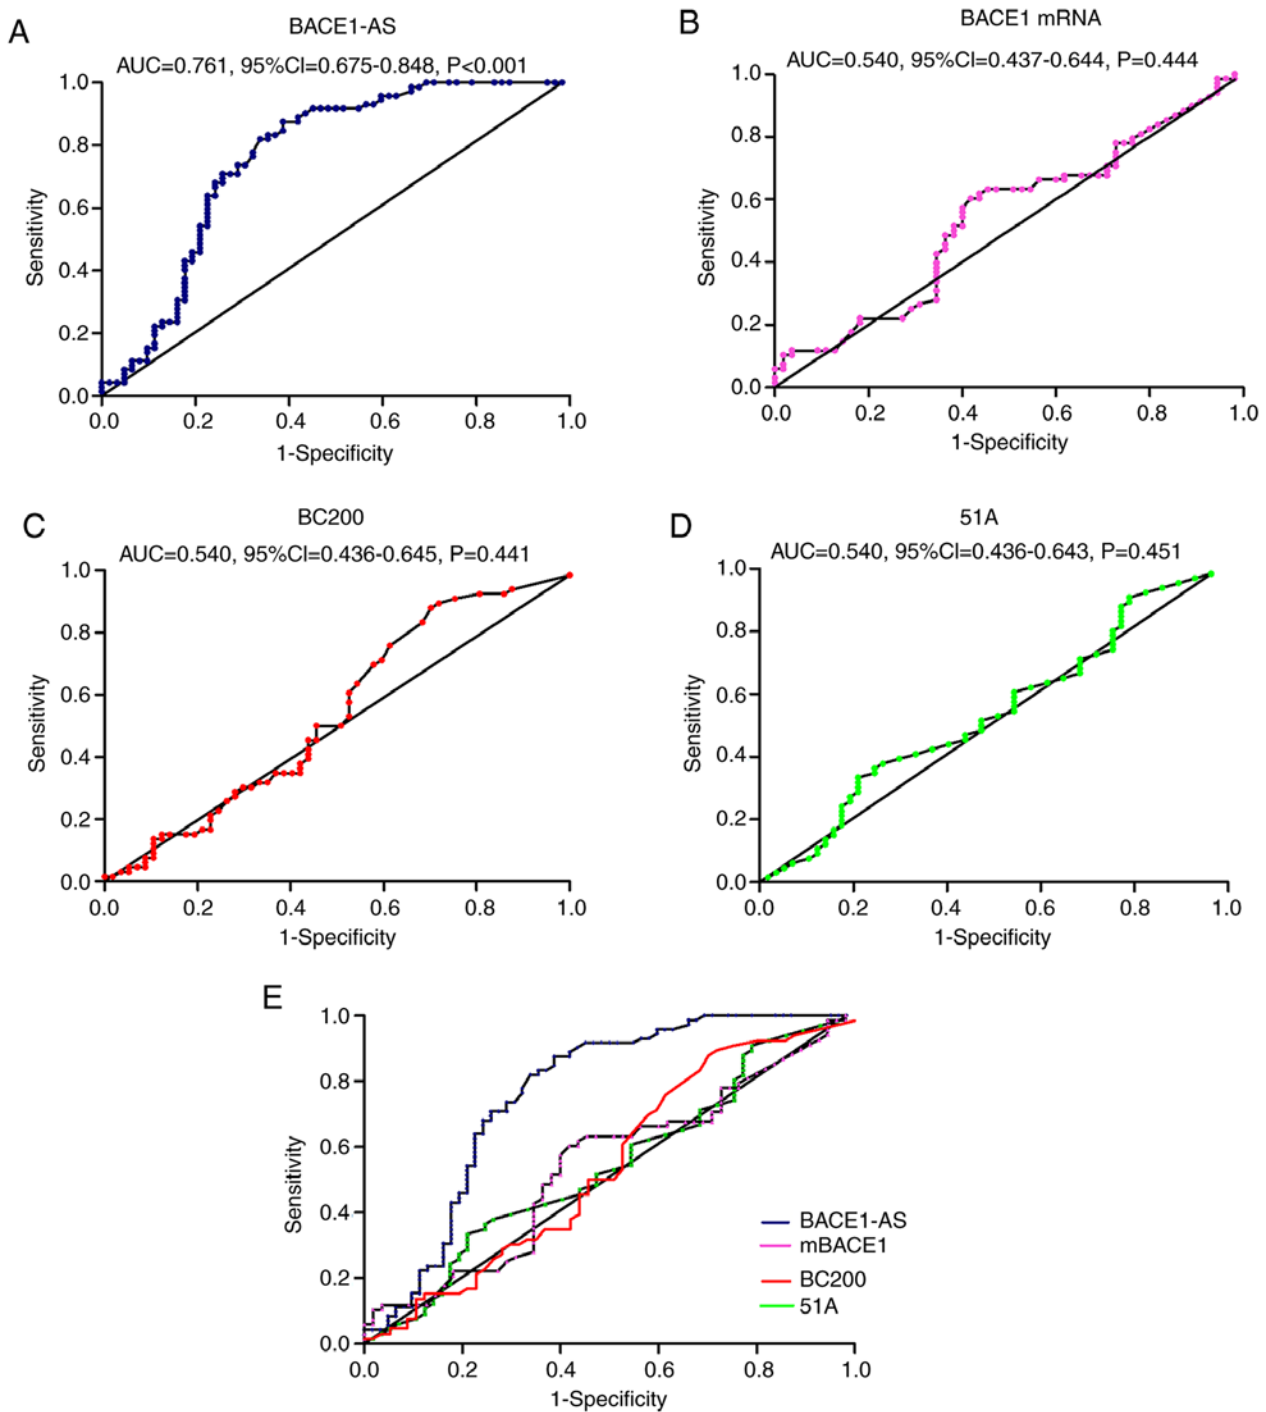 A
BACE1-AS
AUC=0.761, 95%CI=0.675-0.848, P<0.001
1.0
0.8
0.6
0.4
0.2
0.0
Sensitivity
0.0 0.2 0.4 0.6 0.8 1.0
1-Specificity
B
BACE1 mRNA
AUC=0.540, 95%CI=0.437-0.644, P=0.444
1.0
0.8
0.6
0.4
0.2
0.0
Sensitivity
0.0 0.2 0.4 0.6 0.8 1.0
1-Specificity
C
BC200
AUC=0.540, 95%CI=0.436-0.645, P=0.441
1.0
0.8
0.6
0.4
0.2
0.0
Sensitivity
0.0 0.2 0.4 0.6 0.8 1.0
1-Specificity
D
51A
AUC=0.540, 95%CI=0.436-0.643, P=0.451
1.0
0.8
0.6
0.4
0.2
0.0
Sensitivity
0.0 0.2 0.4 0.6 0.8 1.0
1-Specificity
E
1.0
0.8
0.6
0.4
0.2
0.0
Sensitivity
BACE1-AS
mBACE1
BC200
51A
0.0 0.2 0.4 0.6 0.8 1.0
1-Specificity